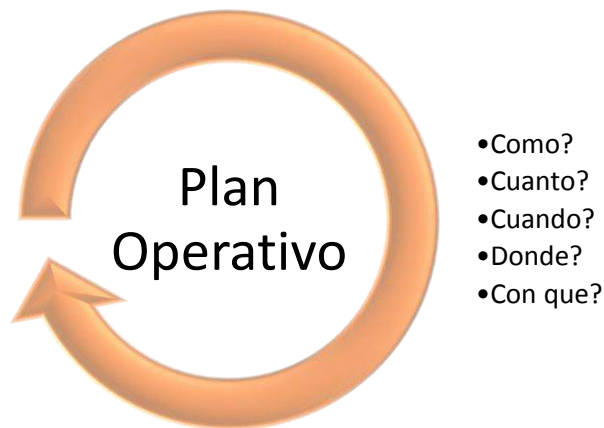 Plan
Operativo
•Como?
•Cuanto?
•Cuando?
•Donde?
•Con que?